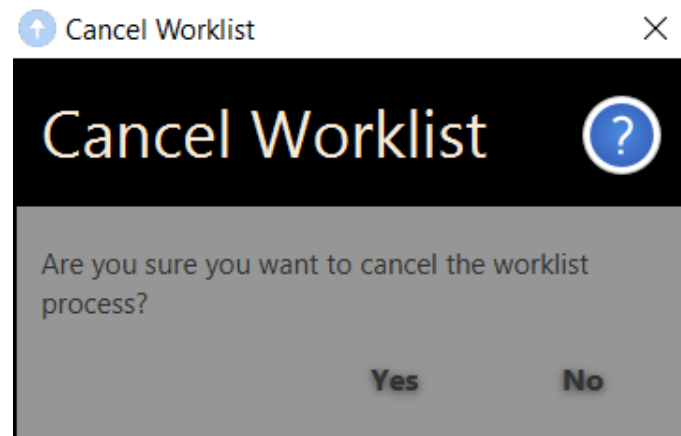 Cancel Worklist
Cancel Worklist
?
Are you sure you want to cancel the worklist
process?
Yes No